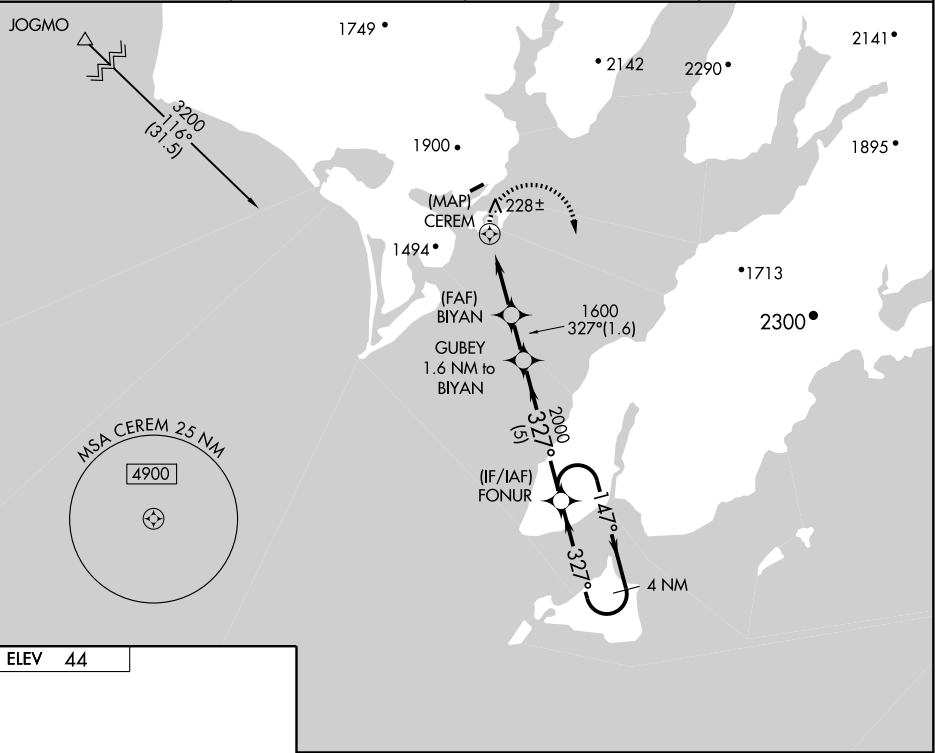 JOGMO
1749
2142
2290
2141
3200
116°
(31.5)
1900
1895
(MAP)
CEREM
228±
1494
1713
(FAF)
BIYAN
1600
327°(1.6)
2300
GUBEY
1.6 NM to
BIYAN
2000
327°
(5)
MSA CEREM 25 NM
4900
(IF/IAF)
FONUR
147°
327°
4 NM
ELEV 44